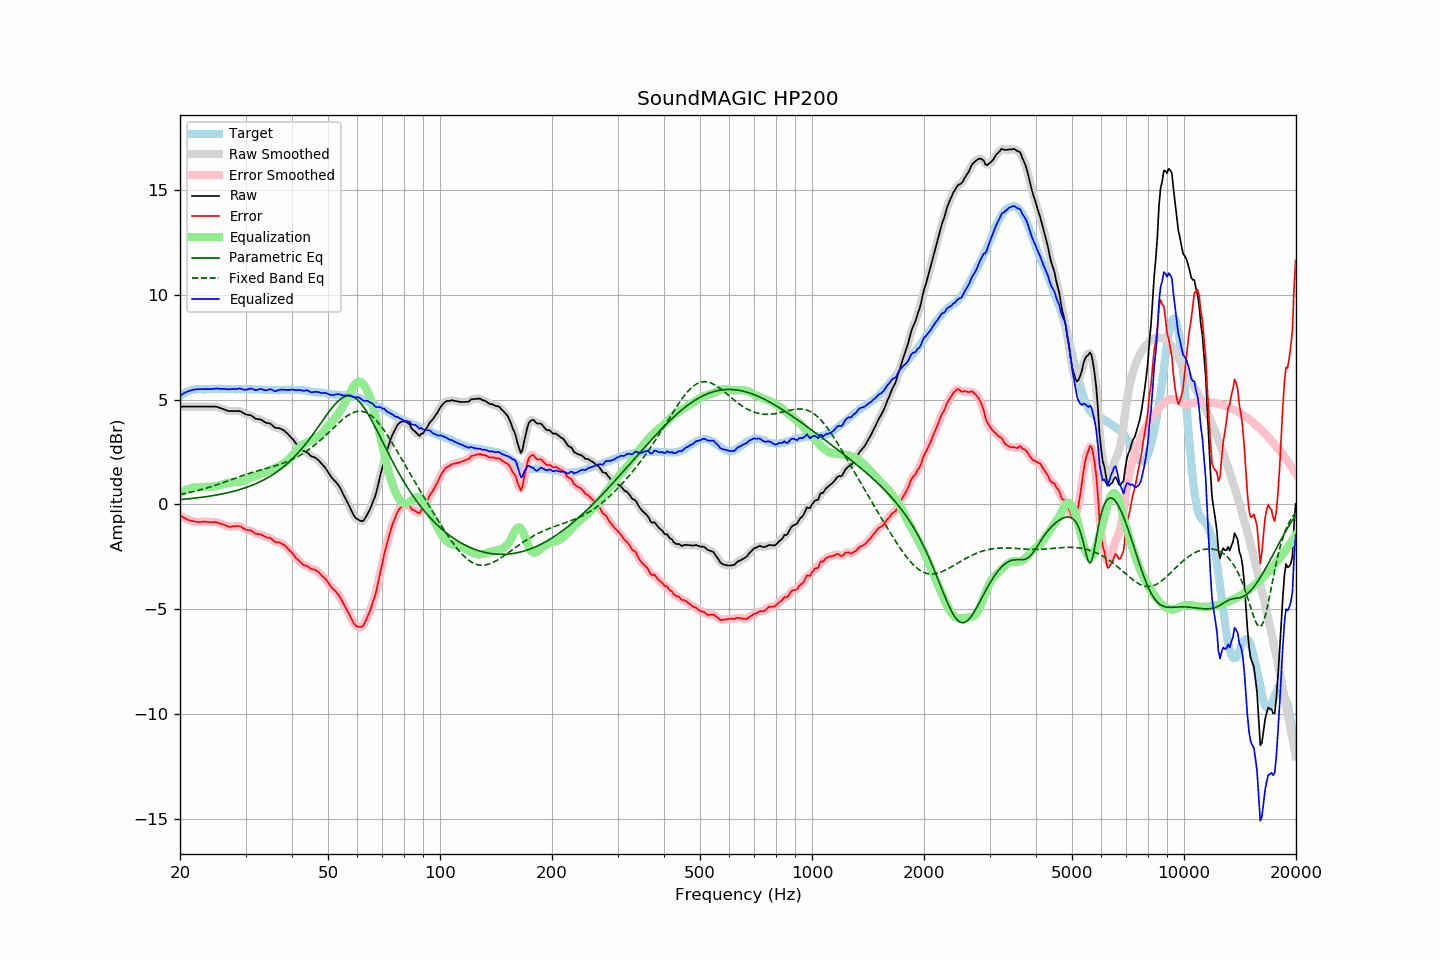 SoundMAGIC HP200
Target
Raw Smoothed
Error Smoothed
Raw
Error
Equalization
Parametric Eq
Fixed Band Eq
Equalized
Amplitude (dBr)
15
10
5
0
−5
−10
−15
20
50
100
200
500
1000
2000
5000
10000
20000
Frequency (Hz)